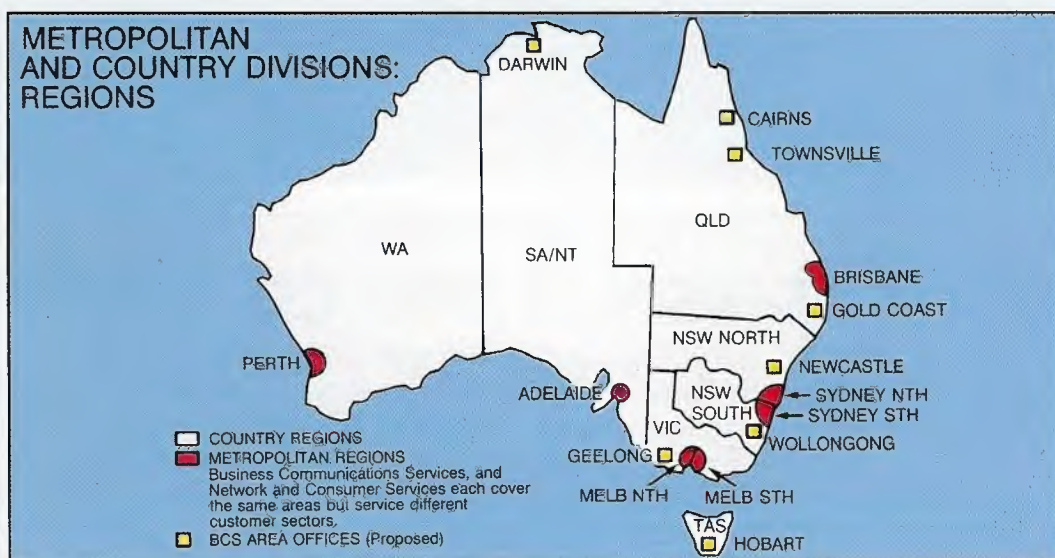 METROPOLITAN
AND COUNTRY DIVISIONS:
REGIONS
DARWIN
CAIRNS
TOWNSVILLE
WA
SA/NT
QLD
BRISBANE
GOLD COAST
NSW NORTH
NEWCASTLE
PERTH
ADELAIDE
NSW
SOUTH
SYDNEY NTH
SYDNEY STH
VIC
WOLLONGONG
GEELONG
MELB NTH
MELB STH
TAS
HOBART
COUNTRY REGIONS
METROPOLITAN REGIONS
Business Communications Services, and
Network and Consumer Services each cover
the same areas but service different
customer sectors.
BCS AREA OFFICES (Proposed)